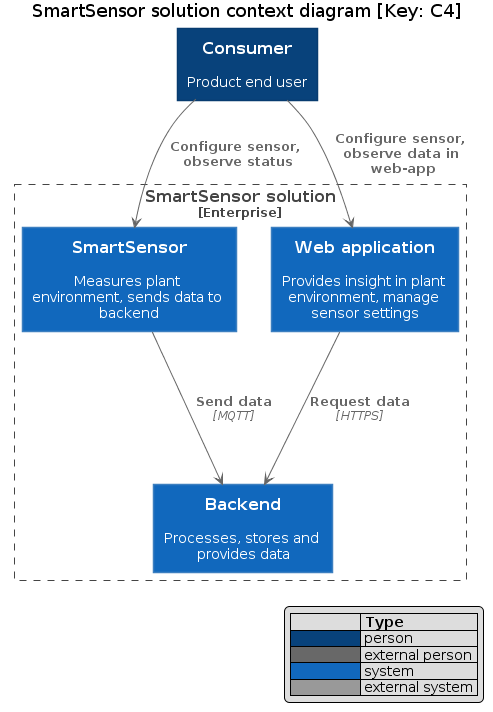 SmartSensor solution context diagram [Key: C4]
Consumer
Product end user
Configure sensor,
observe status
Configure sensor,
observe data in
web-app
SmartSensor solution
[Enterprise]
SmartSensor
Measures plant
environment, sends data to
backend
Web application
Provides insight in plant
environment, manage
sensor settings
Send data
[MQTT]
Request data
[HTTPS]
Backend
Processes, stores and
provides data
Type
person
external person
system
external system